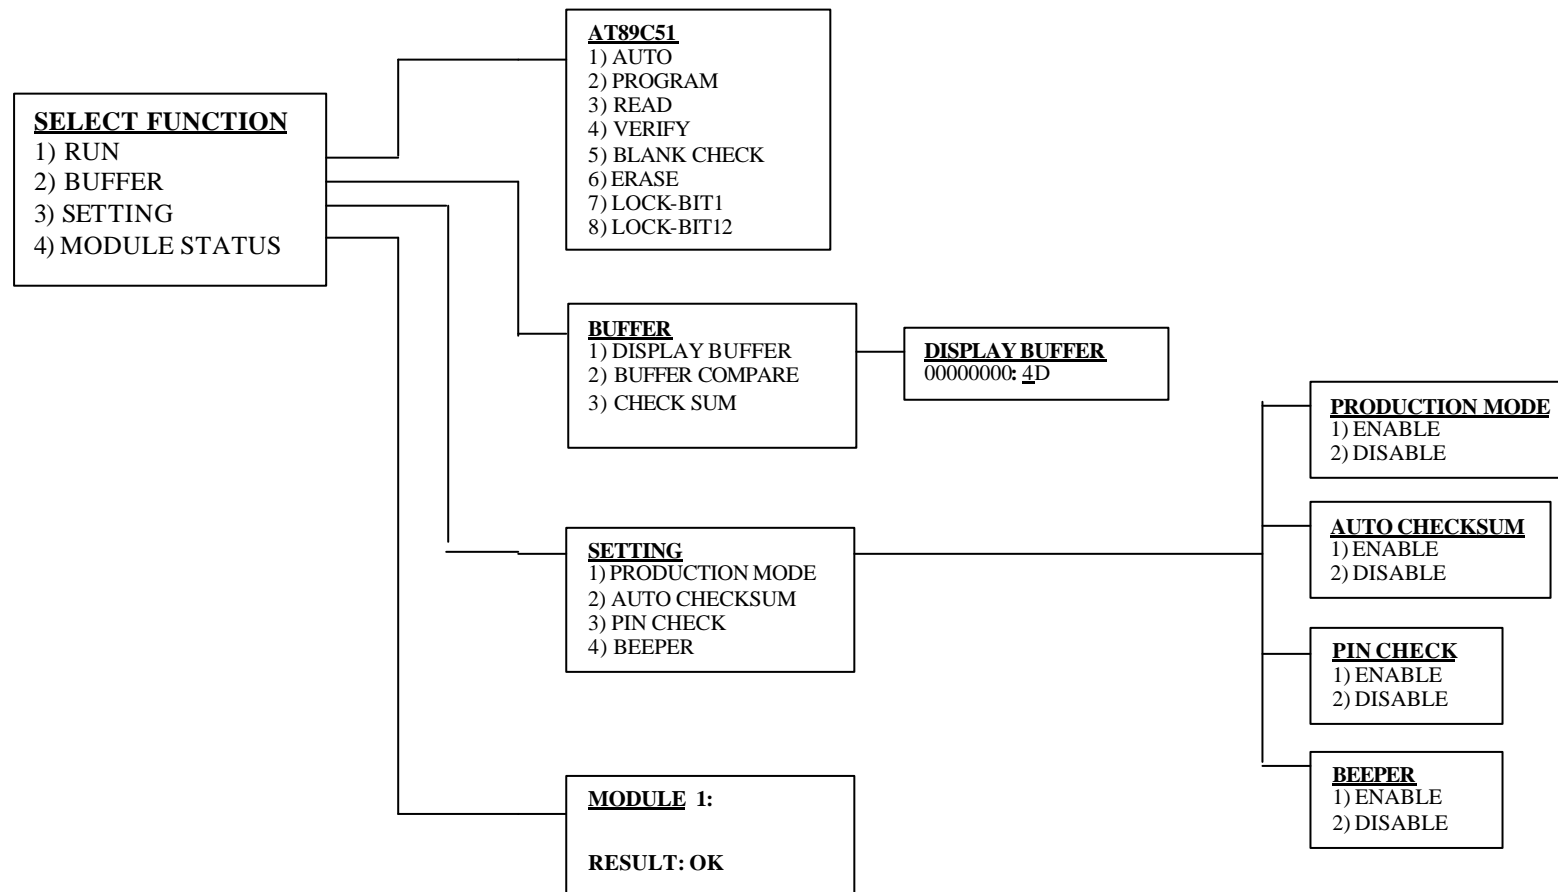 SELECT FUNCTION
1) RUN
2) BUFFER
3) SETTING
4) MODULE STATUS
AT89C51
1) AUTO
2) PROGRAM
3) READ
4) VERIFY
5) BLANK CHECK
6) ERASE
7) LOCK-BIT1
8) LOCK-BIT12
BUFFER
1) DISPLAY BUFFER
2) BUFFER COMPARE
3) CHECK SUM
DISPLAY BUFFER
00000000: 4D
SETTING
1) PRODUCTION MODE
2) AUTO CHECKSUM
3) PIN CHECK
4) BEEPER
PRODUCTION MODE
1) ENABLE
2) DISABLE
AUTO CHECKSUM
1) ENABLE
2) DISABLE
PIN CHECK
1) ENABLE
2) DISABLE
BEEPER
1) ENABLE
2) DISABLE
MODULE 1:
RESULT: OK